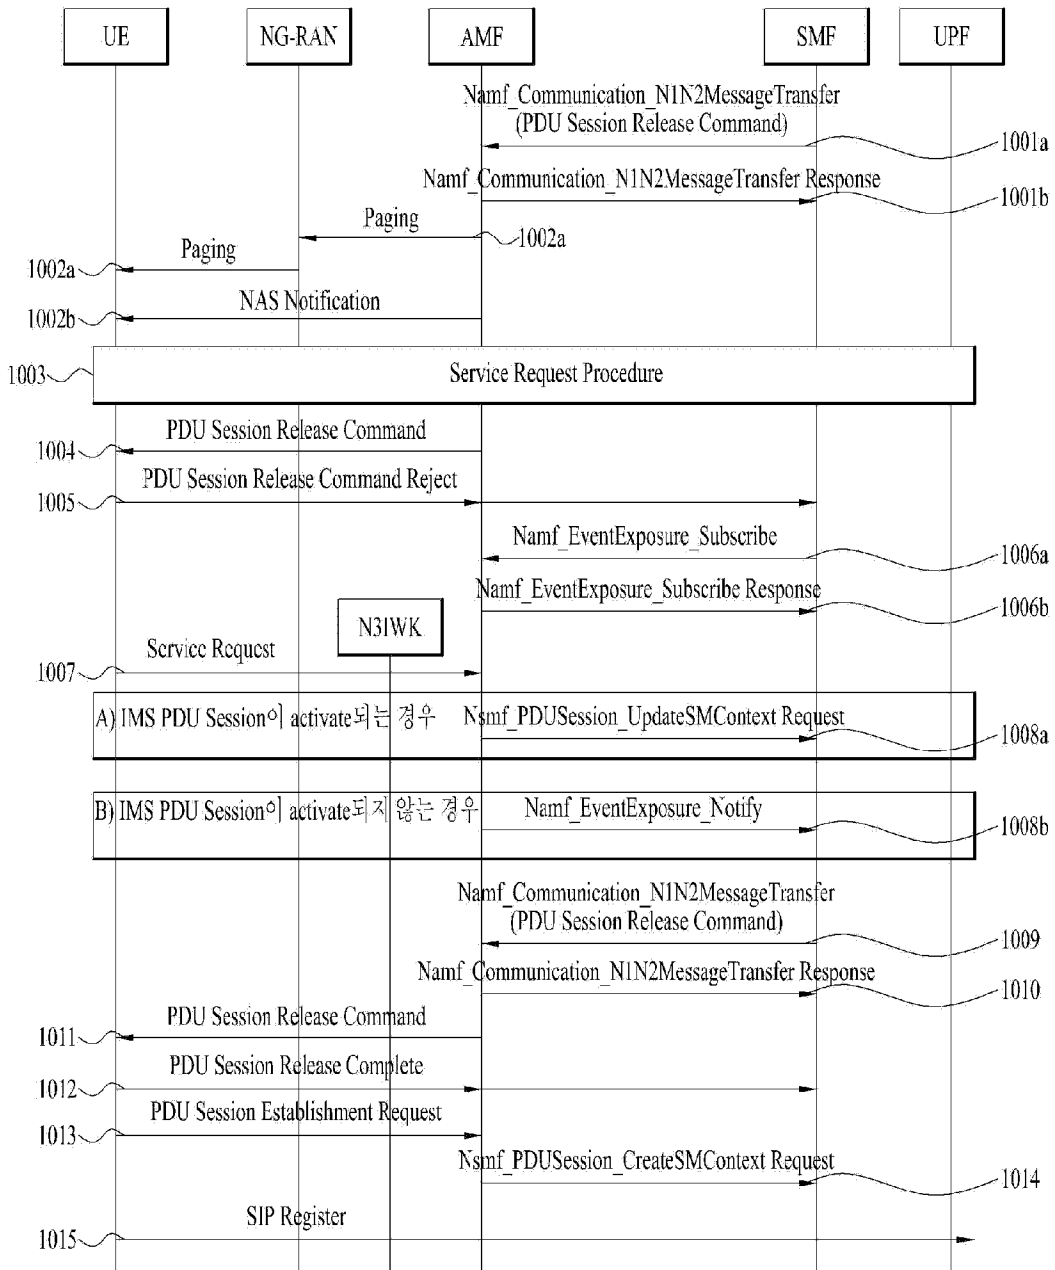 UE NG-RAN AMF SMF UPF
Namf_Communication_N1N2MessageTransfer
(PDU Session Release Command)
1001a
Namf_Communication_N1N2MessageTransfer Response
1001b
Paging
1002a
Paging
1002a
NAS Notification
1002b
1003
Service Request Procedure
PDU Session Release Command
1004
PDU Session Release Command Reject
1005
Namf_EventExposure_Subscribe
1006a
Namf_EventExposure_Subscribe Response
1006b
N3IWK
Service Request
1007
A) IMS PDU Session이 activate되는 경우
Nsmf_PDUSession_UpdateSMContext Request
1008a
B) IMS PDU Session이 activate되지 않는 경우
Namf_EventExposure_Notify
1008b
Namf_Communication_N1N2MessageTransfer
(PDU Session Release Command)
1009
Namf_Communication_N1N2MessageTransfer Response
1010
PDU Session Release Command
1011
PDU Session Release Complete
1012
PDU Session Establishment Request
1013
Nsmf_PDUSession_CreateSMContext Request
1014
SIP Register
1015